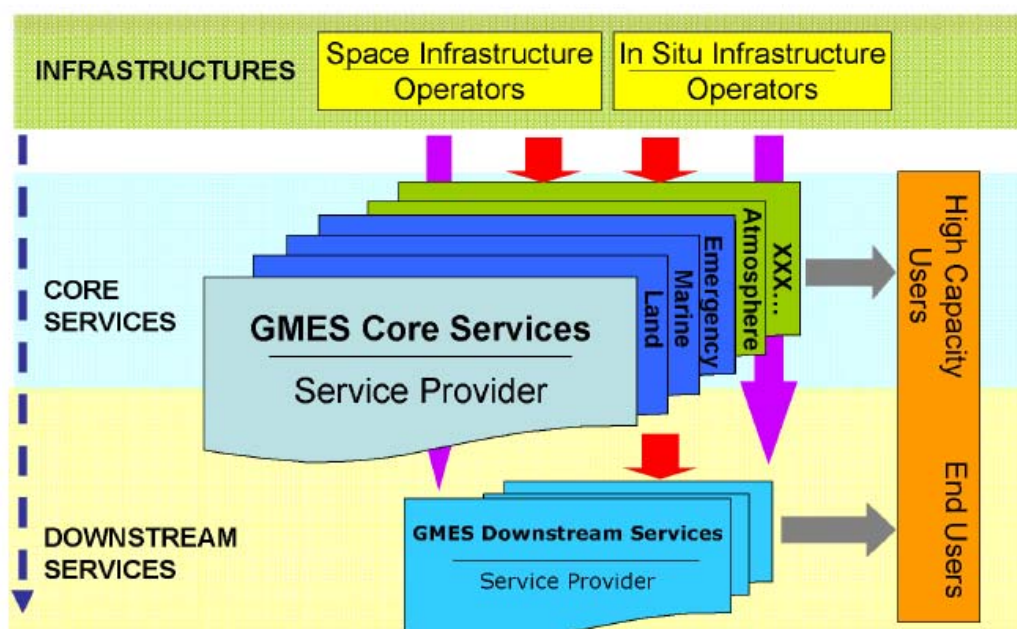 INFRASTRUCTURES
Space Infrastructure
Operators
In Situ Infrastructure
Operators
CORE
SERVICES
GMES Core Services
Service Provider
Land
Marine
Emergency
Atmosphere
XXX...
High Capacity
Users
End Users
DOWNSTREAM
SERVICES
GMES Downstream Services
Service Provider